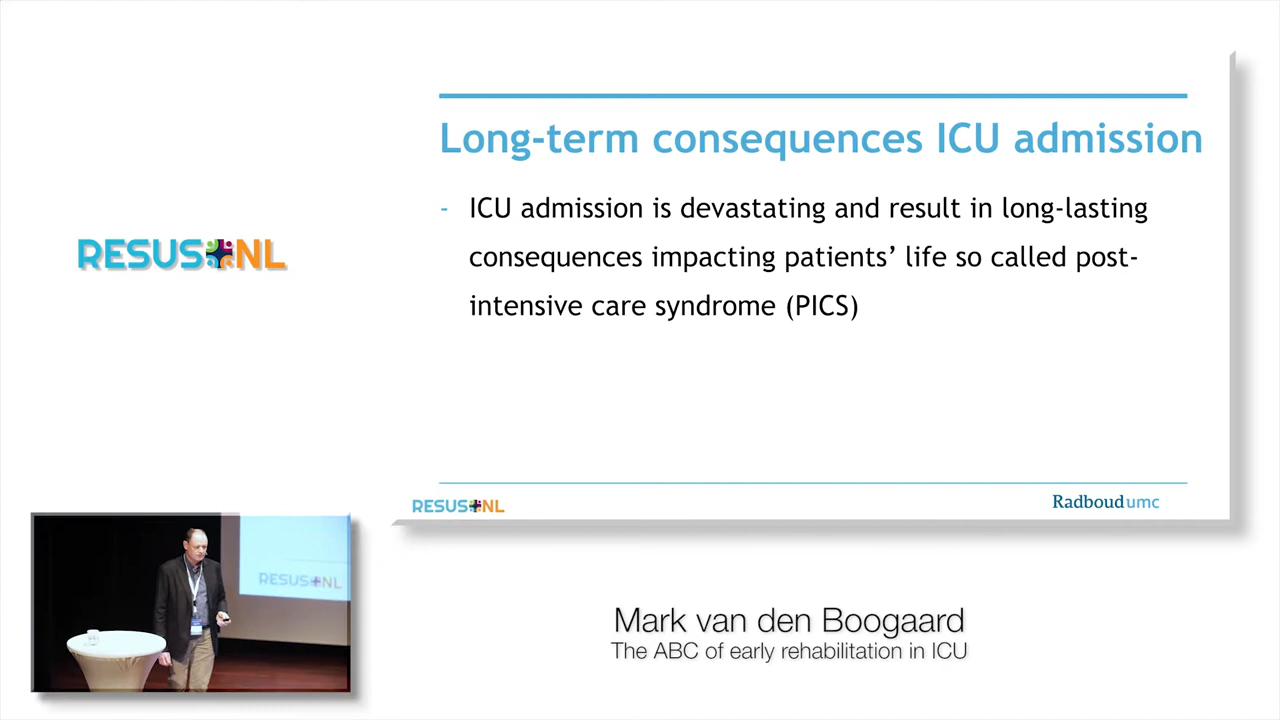 Long-term consequences ICU admission
- ICU admission is devastating and result in long-lasting
consequences impacting patients’ life so called post-
intensive care syndrome (PICS)
RESUS NL
RESUS NL
Radboudumc
RESUS NL
Mark van den Boogaard
The ABC of early rehabilitation in ICU